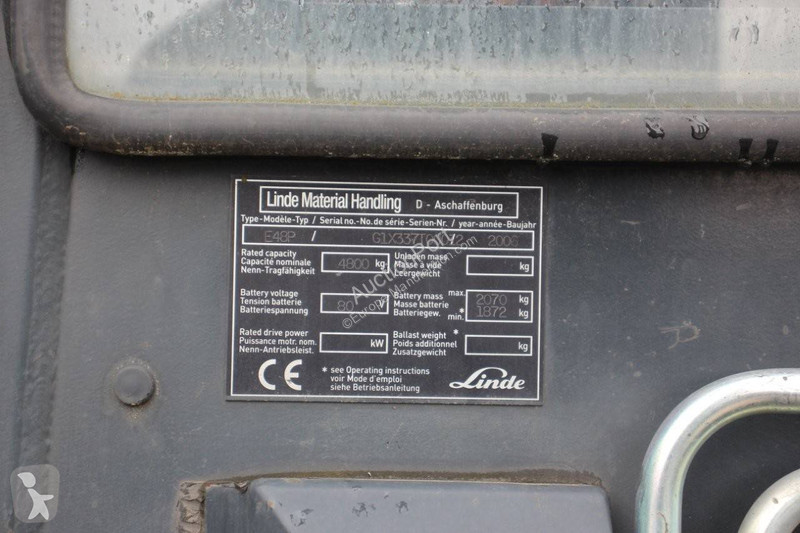 Linde Material Handling D - Aschaffenburg
Type-Modèle-Typ / Serial no.-No. de série-Serien-Nr. / year-année-Baujahr
E48P /
Rated capacity
Capacité nominale
Nenn-Tragfähigkeit
4800 kg
Unladen mass
Masse à vide
Leergewicht
kg
Battery voltage
Tension batterie
Batteriespannung
80 V
Battery mass
Masse batterie
Batteriegew.
max. 2070 kg
* min. 1872 kg
Rated drive power
Puissance motr. nom.
Nenn-Antriebsleist.
kW
Ballast weight *
Poids additionnel
Zusatzgewicht
kg
CE
* see Operating instructions
voir Mode d'emploi
siehe Betriebsanleitung
Linde